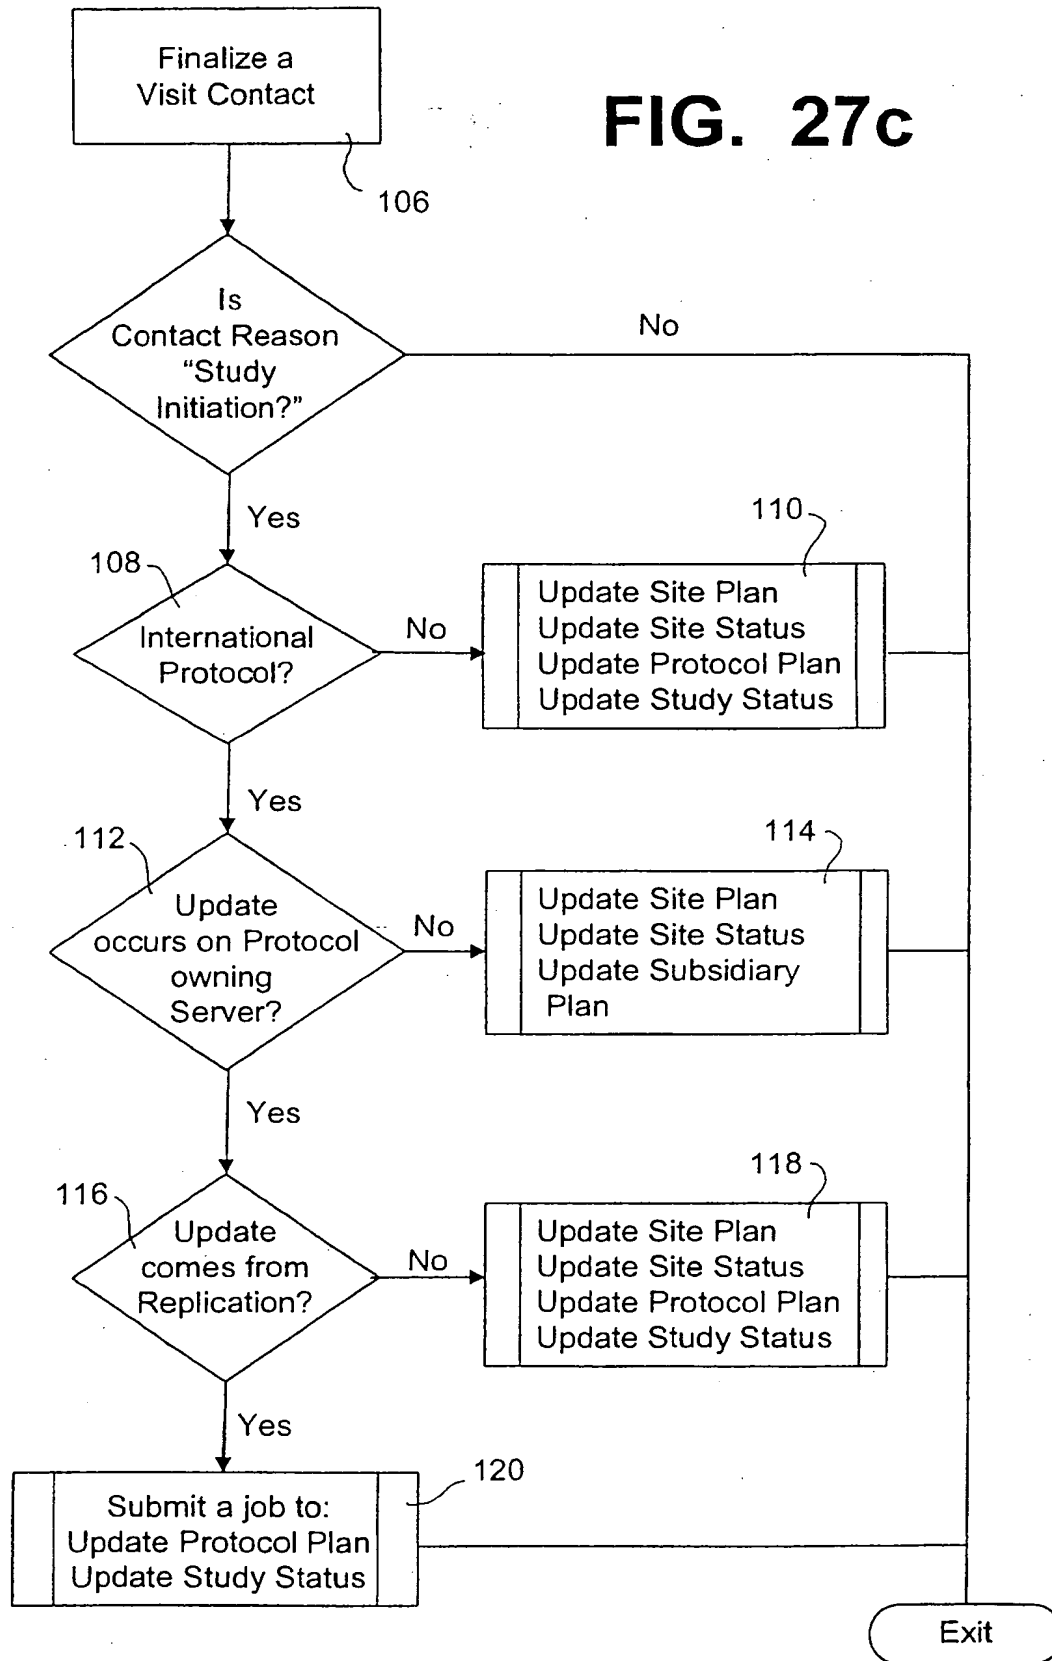 Finalize a
Visit Contact
FIG. 27c
106
Is
Contact Reason
“Study
Initiation?”
No
Yes
108
International
Protocol?
No
110
Update Site Plan
Update Site Status
Update Protocol Plan
Update Study Status
Yes
112
Update
occurs on Protocol
owning
Server?
No
114
Update Site Plan
Update Site Status
Update Subsidiary
Plan
Yes
116
Update
comes from
Replication?
No
118
Update Site Plan
Update Site Status
Update Protocol Plan
Update Study Status
Yes
Submit a job to:
Update Protocol Plan
Update Study Status
120
Exit